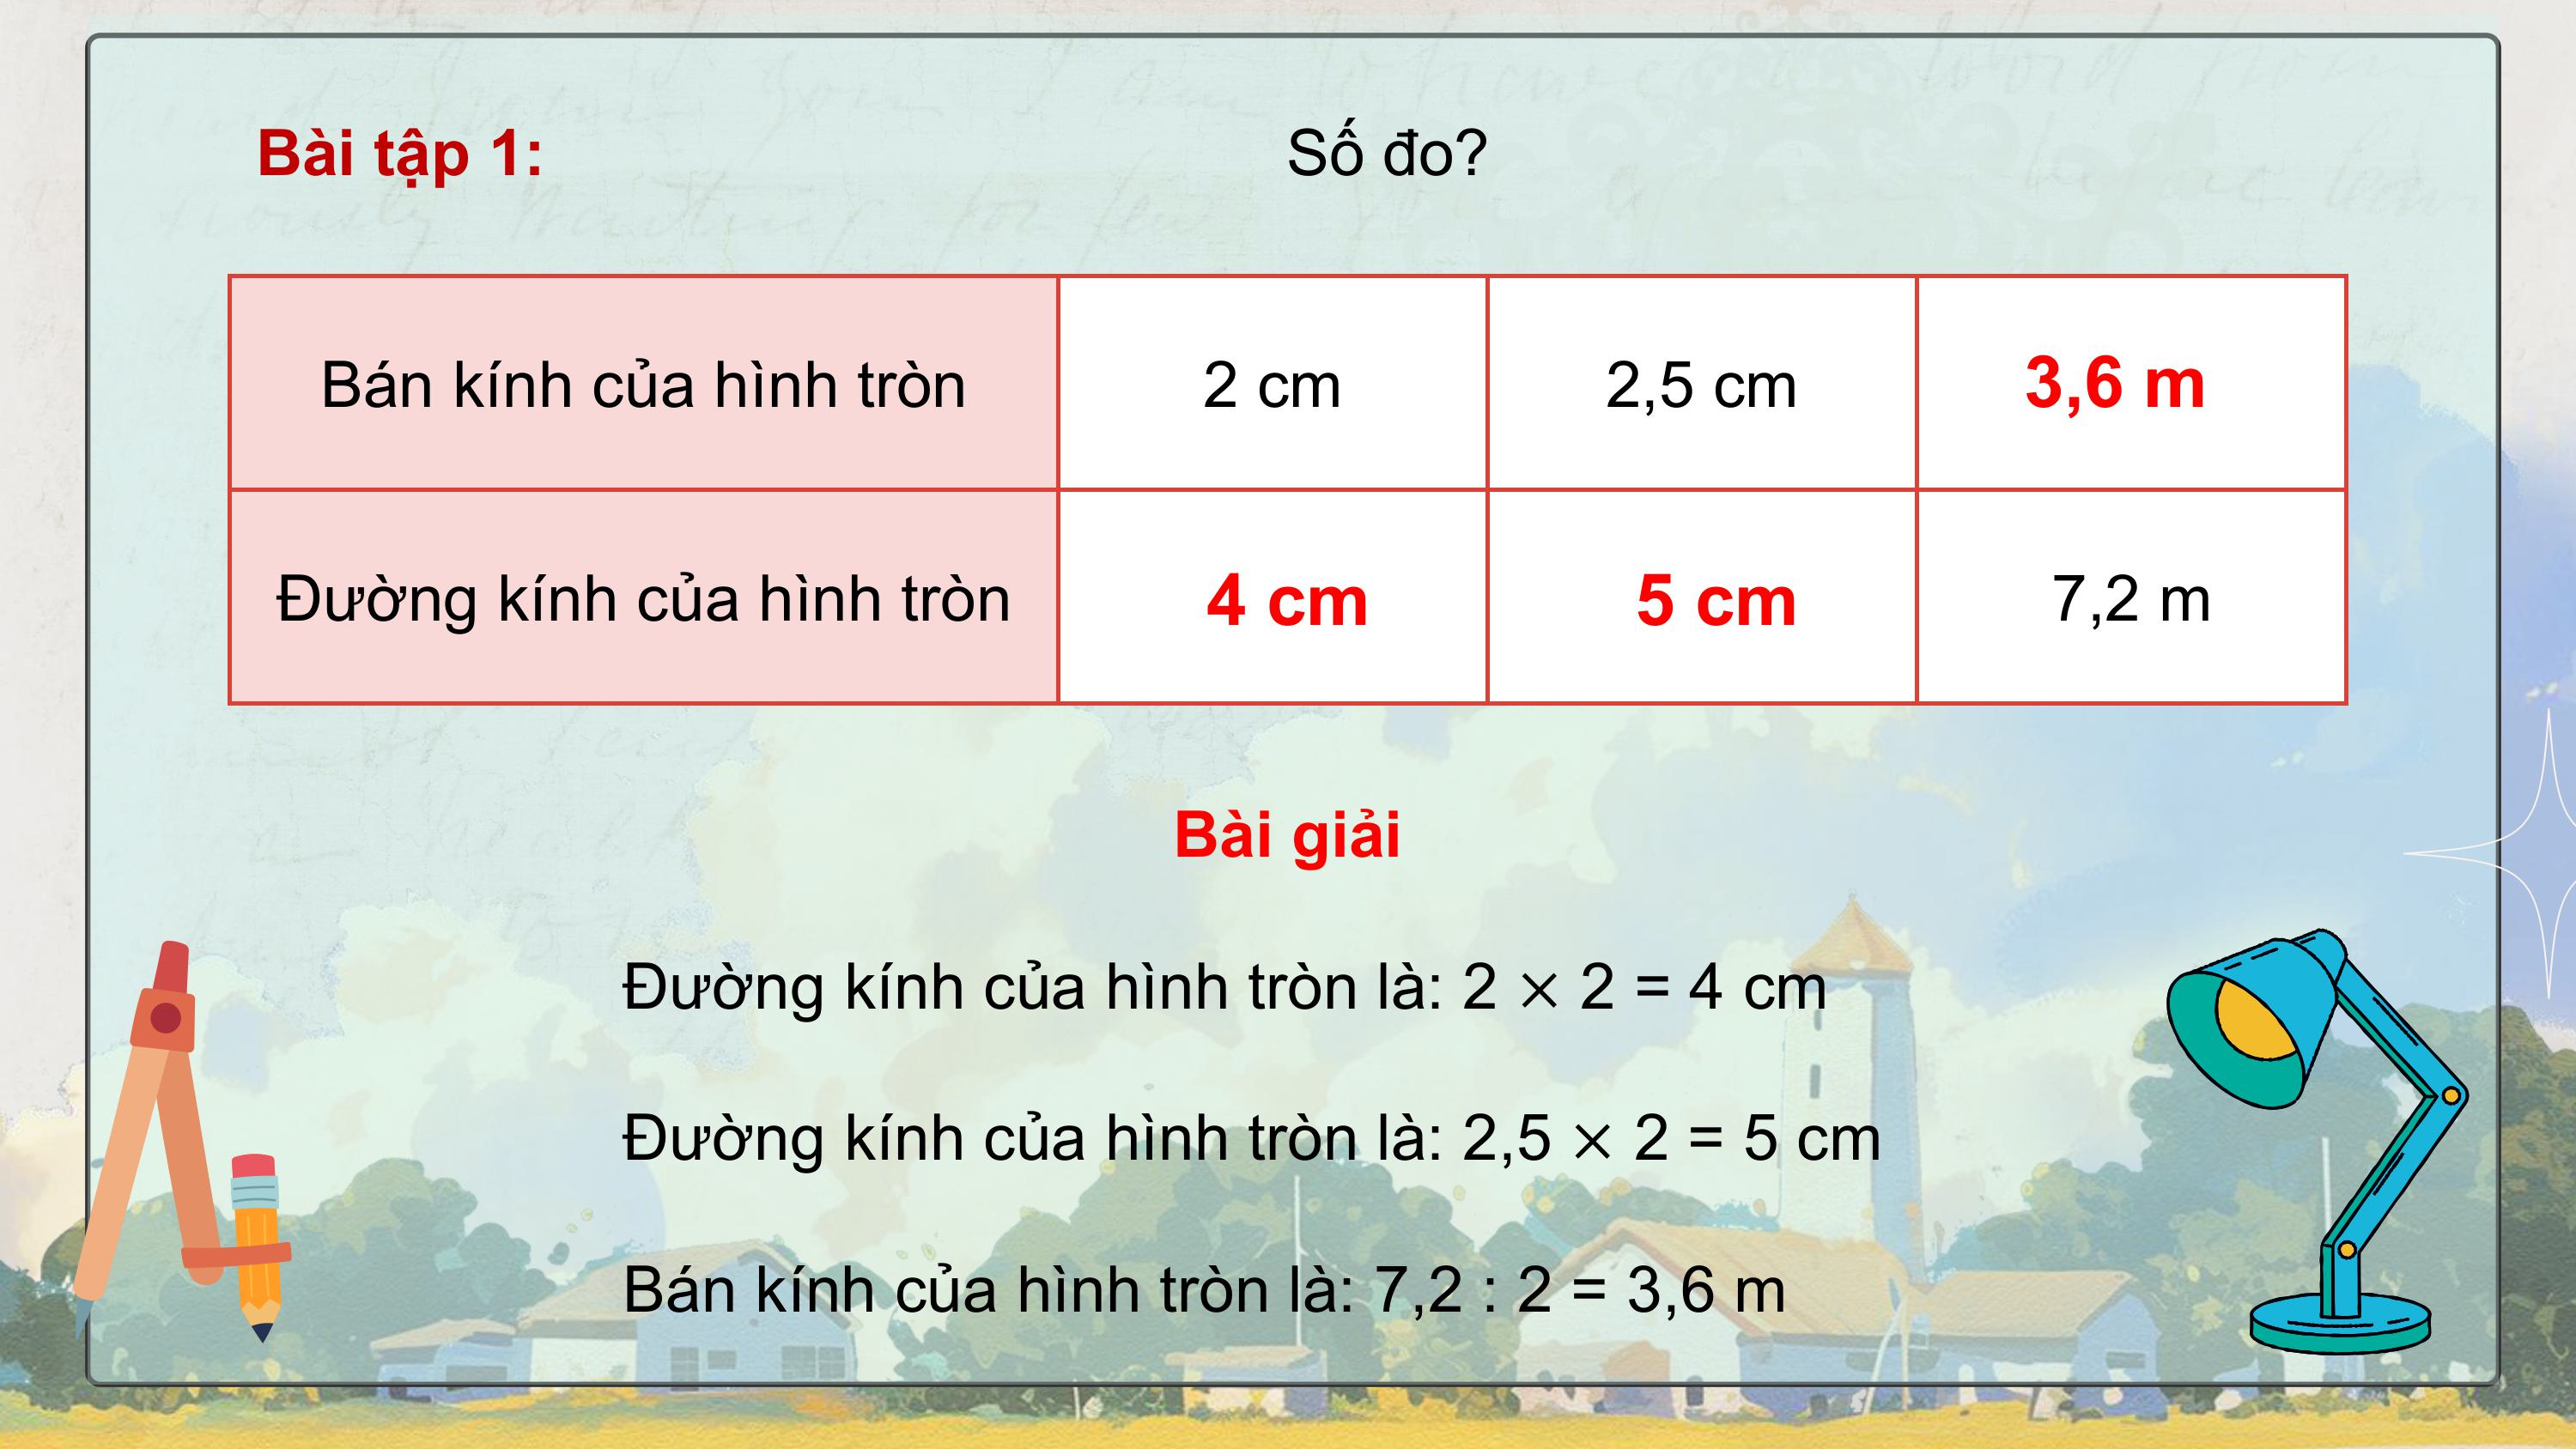 Bài tập 1:
Số đo?
Bán kính của hình tròn 2 cm 2,5 cm 3,6 m
Đường kính của hình tròn 4 cm 5 cm 7,2 m
Bài giải
Đường kính của hình tròn là: 2 × 2 = 4 cm
Đường kính của hình tròn là: 2,5 × 2 = 5 cm
Bán kính của hình tròn là: 7,2 : 2 = 3,6 m